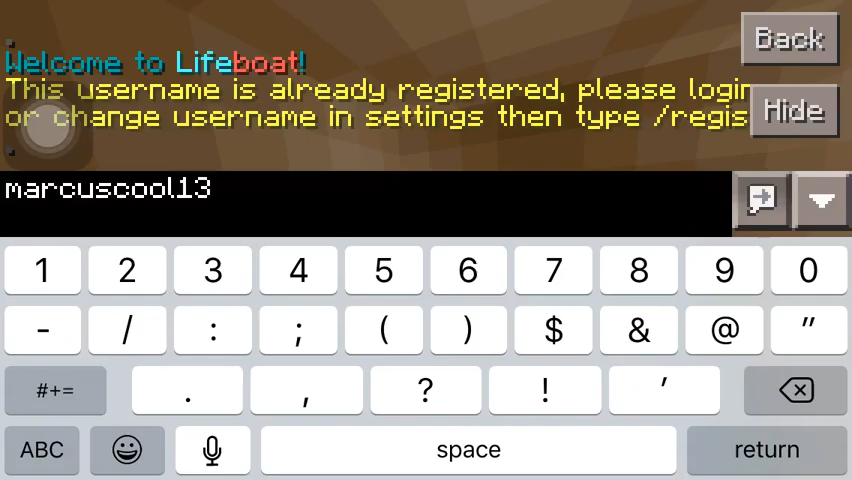 Back
Welcome to Lifeboat!
This username is already registered, please login
or change username in settings then type /regis
Hide
marcuscool13
1 2 3 4 5 6 7 8 9 0
- / : ; ( ) $ & @ "
#+= . , ? ! '
ABC space return